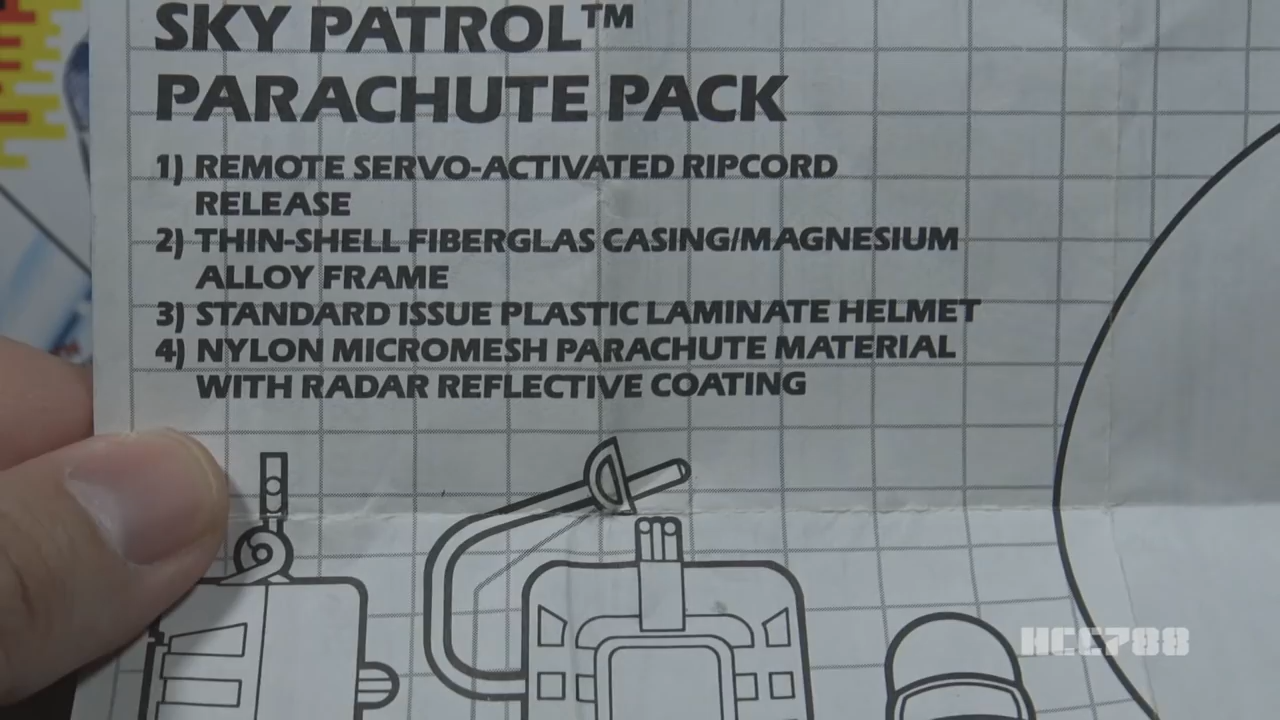 SKY PATROL™
PARACHUTE PACK
1) REMOTE SERVO-ACTIVATED RIPCORD
RELEASE
2) THIN-SHELL FIBERGLAS CASING/MAGNESIUM
ALLOY FRAME
3) STANDARD ISSUE PLASTIC LAMINATE HELMET
4) NYLON MICROMESH PARACHUTE MATERIAL
WITH RADAR REFLECTIVE COATING
HCC788